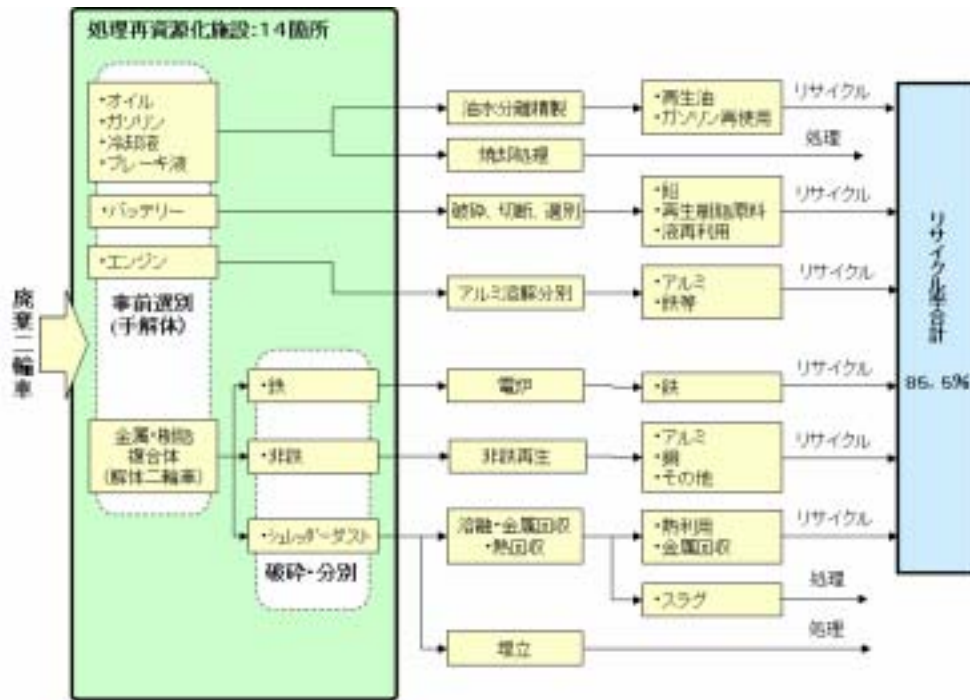 処理再資源化施設:14箇所
廃棄二輪車
・オイル
・ガソリン
・冷却液
・ブレーキ液
・バッテリー
・エンジン
事前選別
(手解体)
金属・樹脂
複合体
(解体二輪車)
・鉄
・非鉄
・シュレッダーダスト
破砕・分別
油水分離精製
焼却処理
破砕、切断、選別
アルミ溶解分別
電炉
非鉄再生
溶融・金属回収
・熱回収
埋立
・再生油
・ガソリン再使用
リサイクル
処理
・鉛
・再生樹脂原料
・液再利用
リサイクル
・アルミ
・鉄等
リサイクル
・鉄
リサイクル
・アルミ
・銅
・その他
リサイクル
・熱利用
・金属回収
リサイクル
・スラグ
処理
処理
リサイクル率合計
85.5%